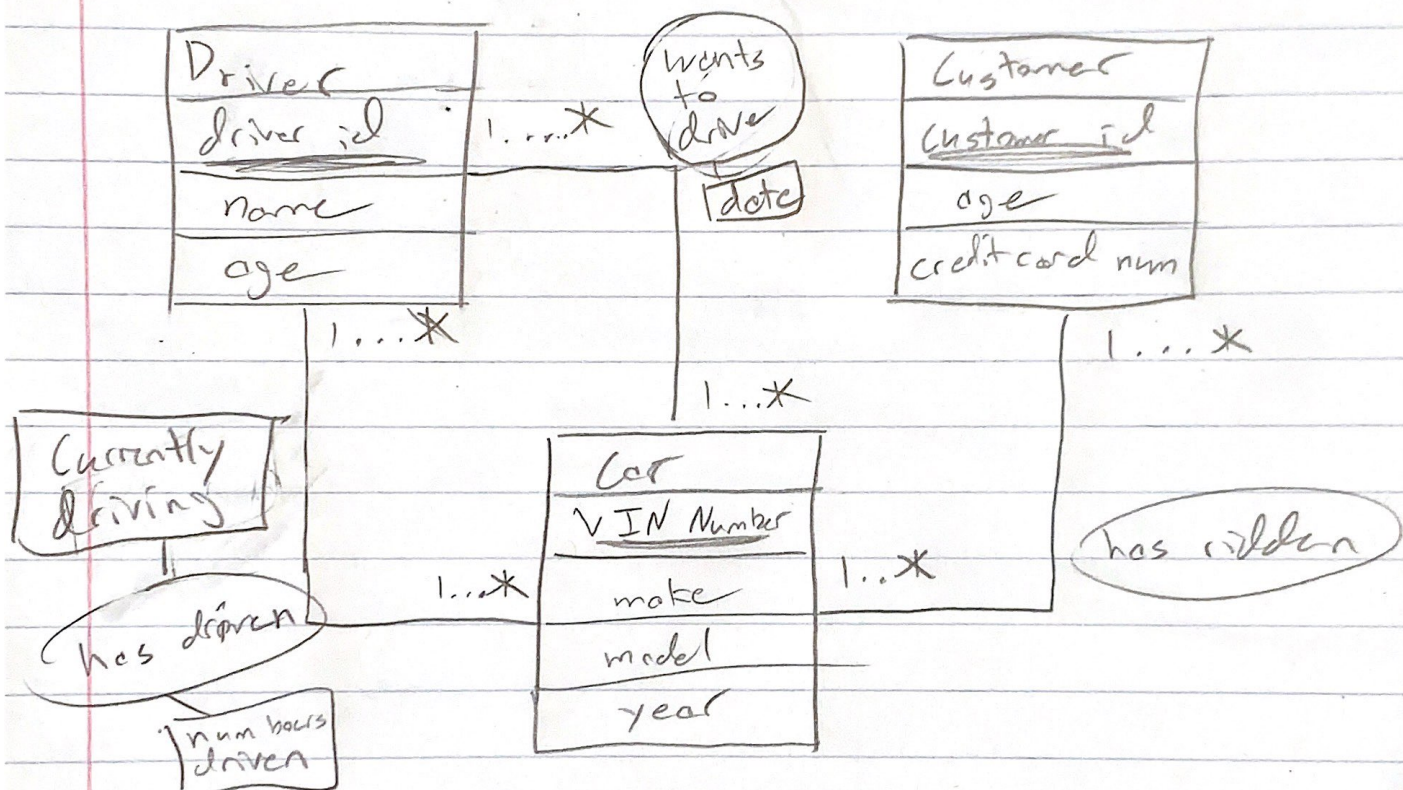 Driver
driver id
name
age
1....*
wants
to
driver
date
Customer
Customer id
age
credit card num
1...*
1...*
1....*
Currently
driving
has driven
num hours
driven
1...*
Car
VIN Number
make
model
year
1..*
has ridden